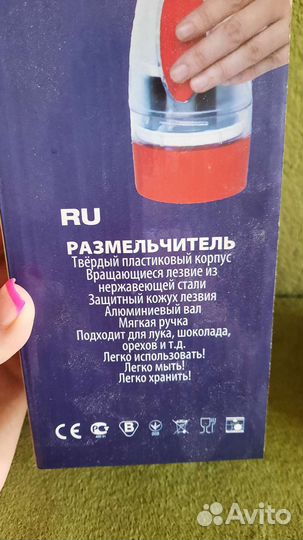 RU
РАЗМЕЛЬЧИТЕЛЬ
Твёрдый пластиковый корпус
Вращающиеся лезвие из
нержавеющей стали
Защитный кожух лезвия
Алюминиевый вал
Мягкая ручка
Подходит для лука, шоколада,
орехов и т.д.
Легко использовать!
Легко мыть!
Легко хранить!
CE
B
Avito